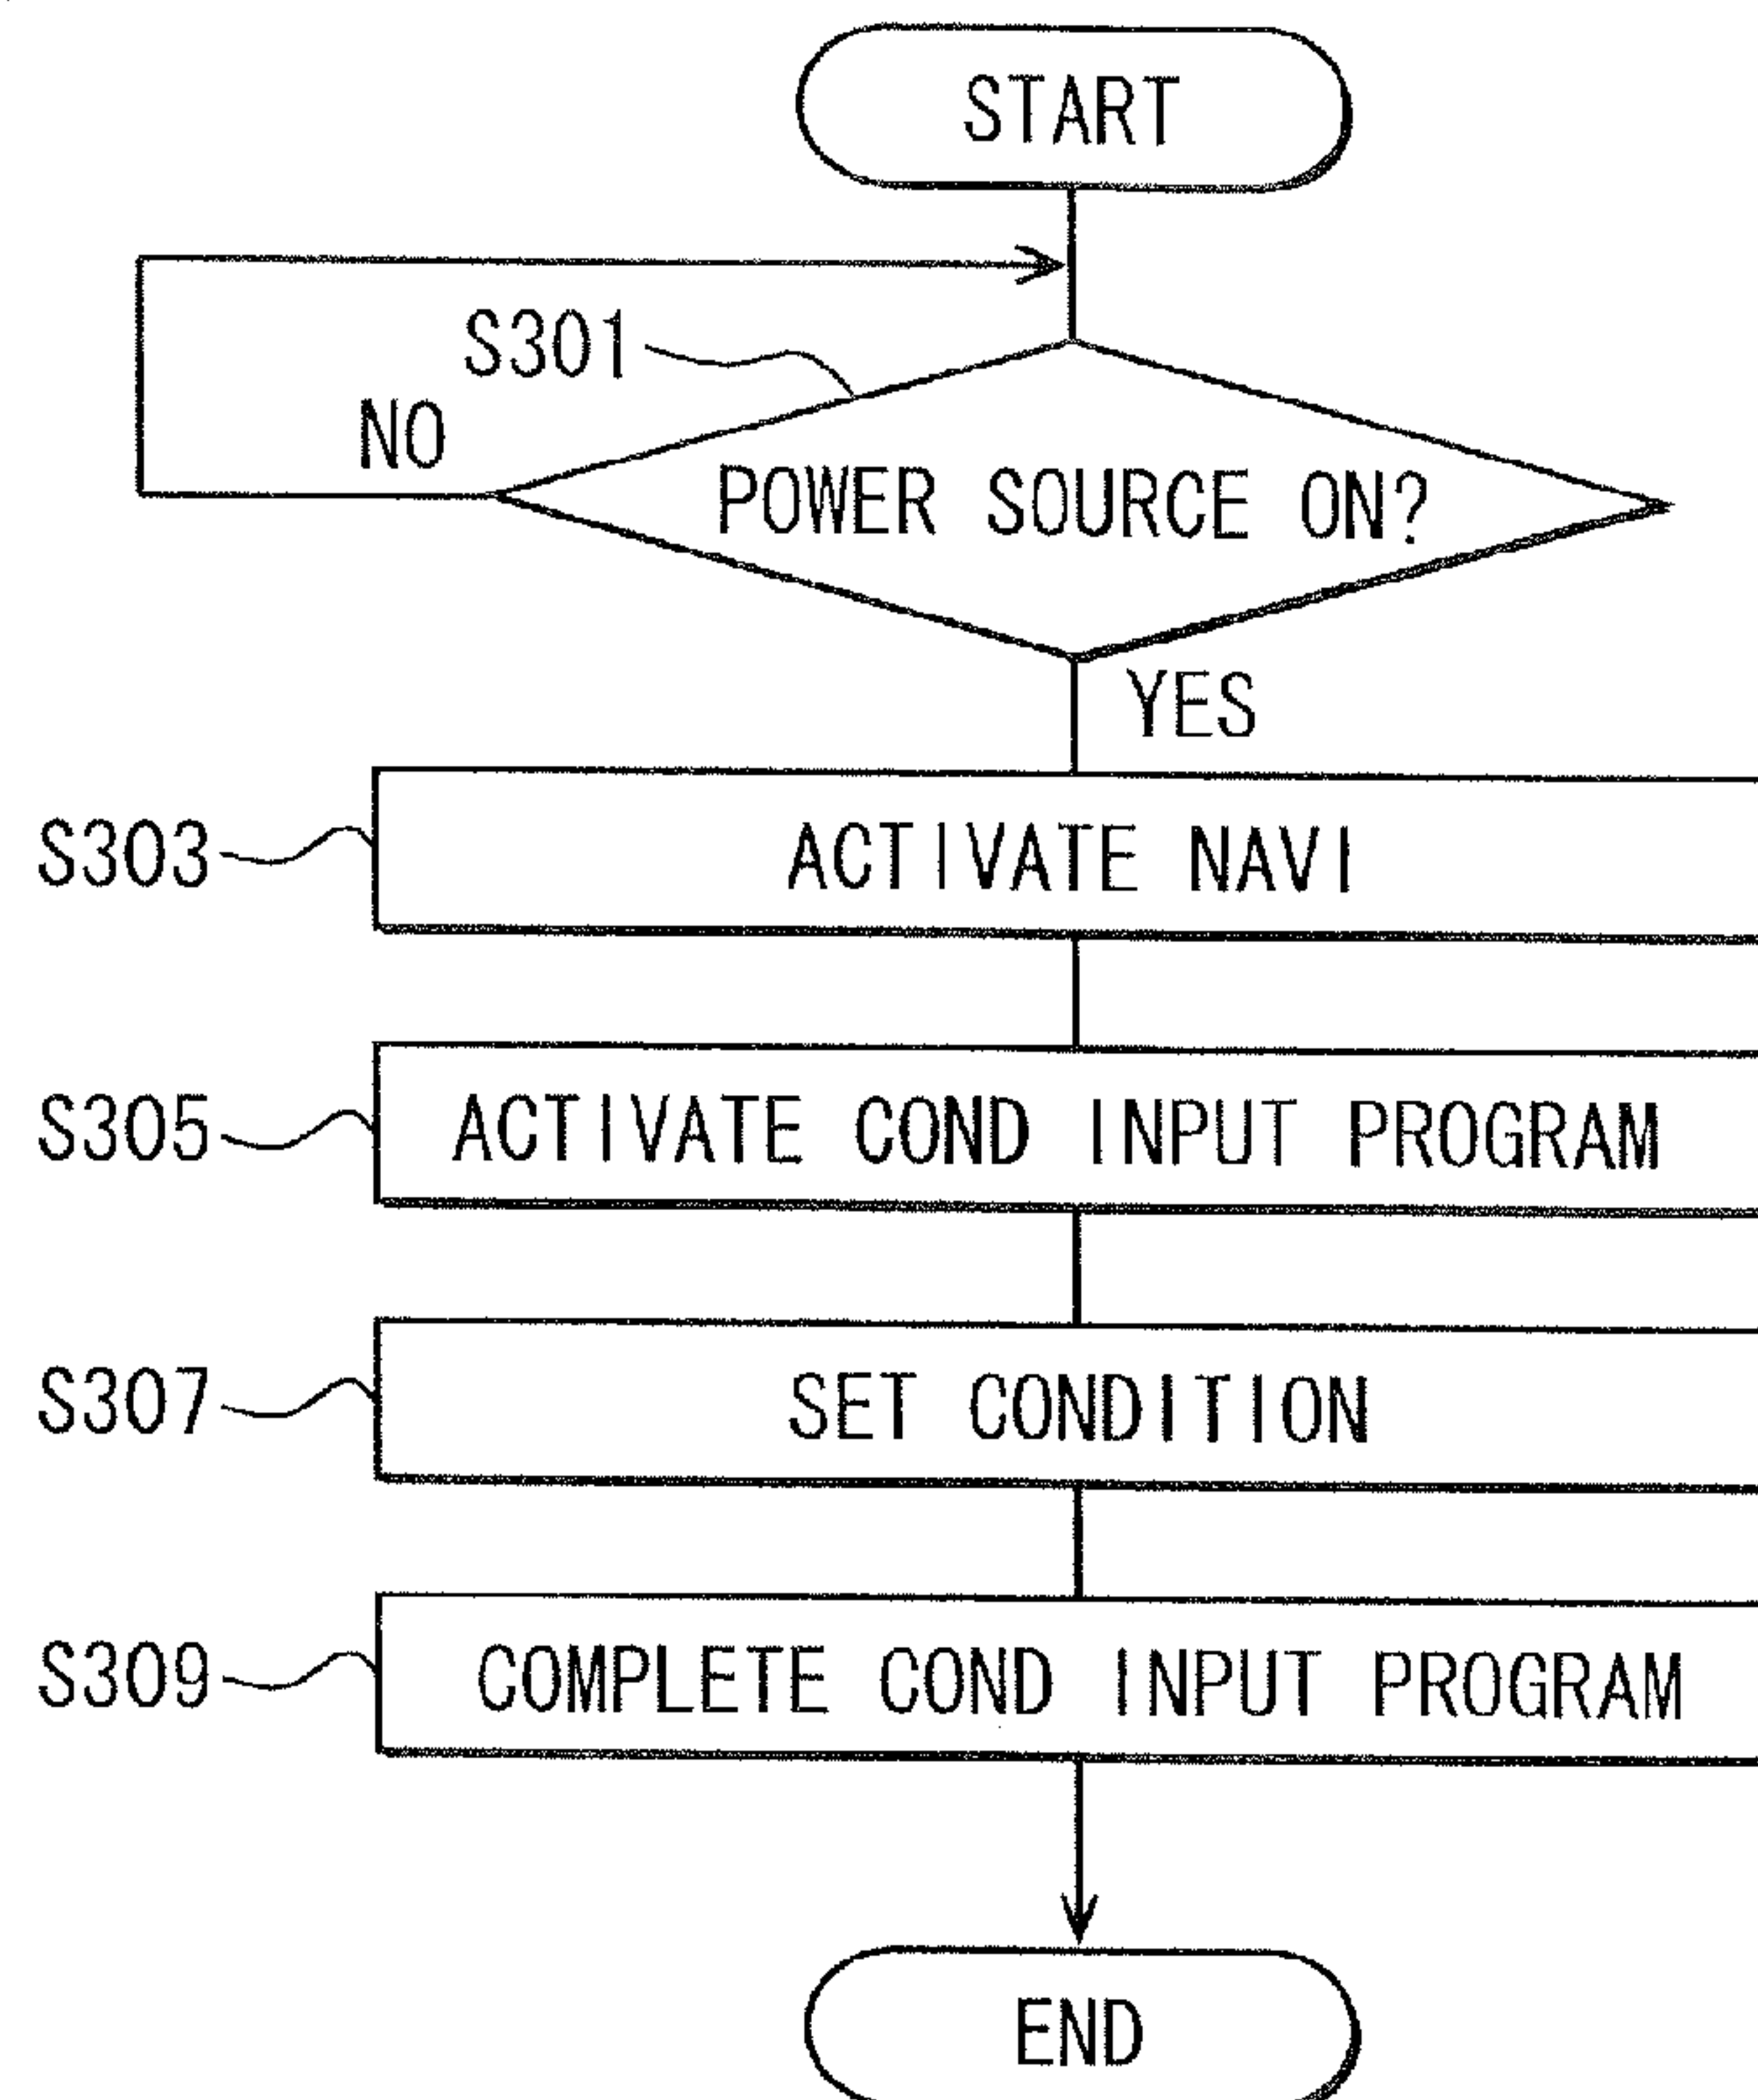 START
S301
NO
POWER SOURCE ON?
YES
S303
ACTIVATE NAVI
S305
ACTIVATE COND INPUT PROGRAM
S307
SET CONDITION
S309
COMPLETE COND INPUT PROGRAM
END